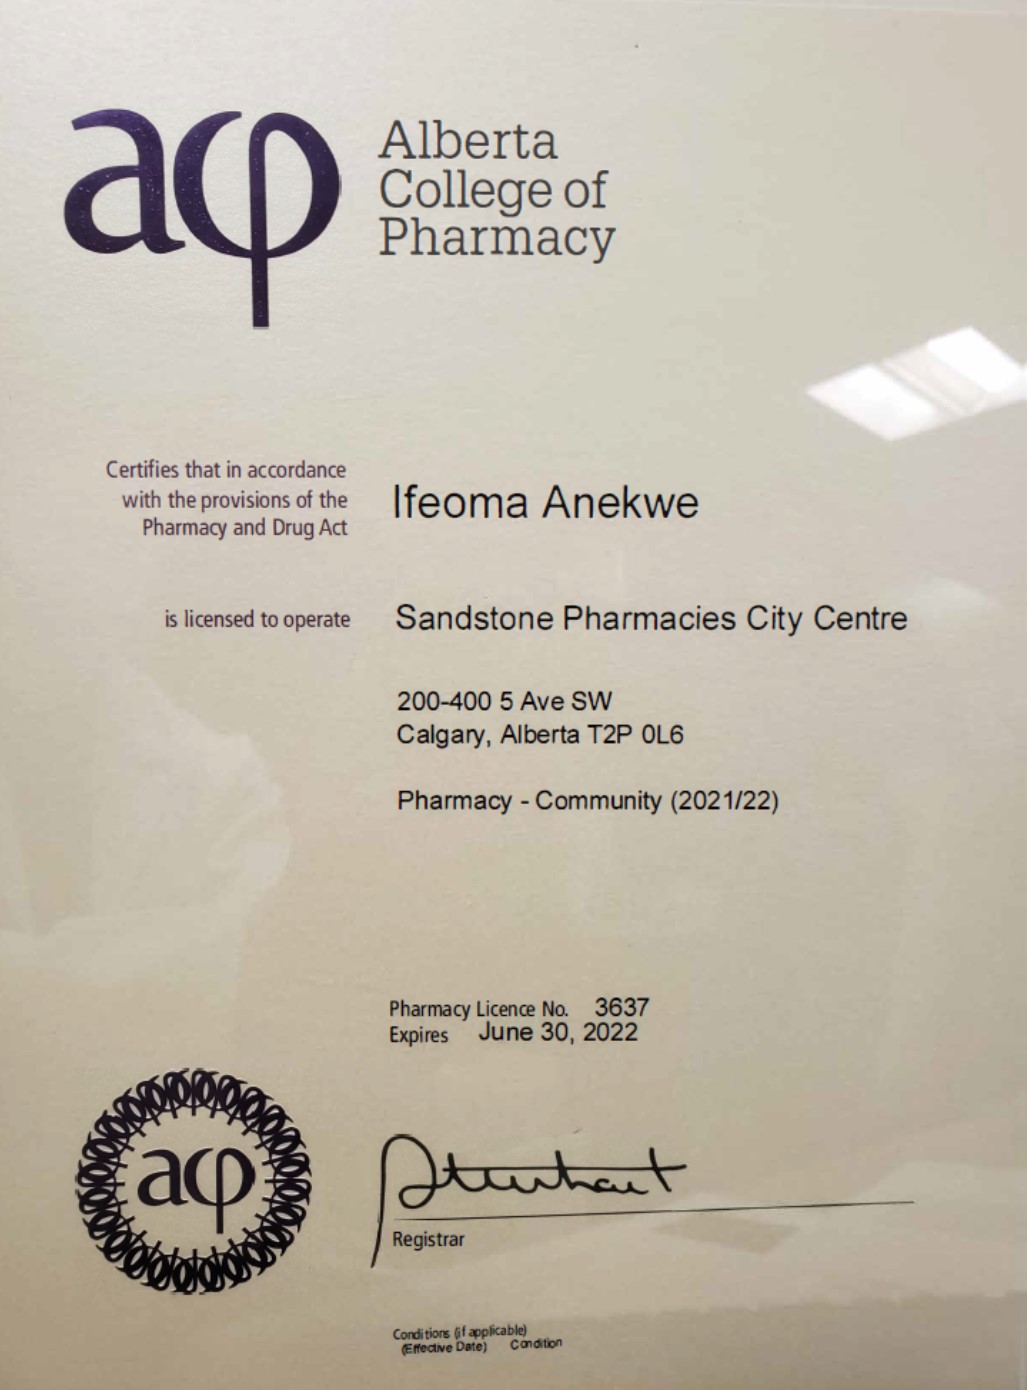 acp
Alberta
College of
Pharmacy
Certifies that in accordance
with the provisions of the
Pharmacy and Drug Act
Ifeoma Anekwe
is licensed to operate
Sandstone Pharmacies City Centre
200-400 5 Ave SW
Calgary, Alberta T2P 0L6
Pharmacy - Community (2021/22)
Pharmacy Licence No. 3637
Expires June 30, 2022
acp
Registrar
Conditions (if applicable)
(Effective Date) Condition